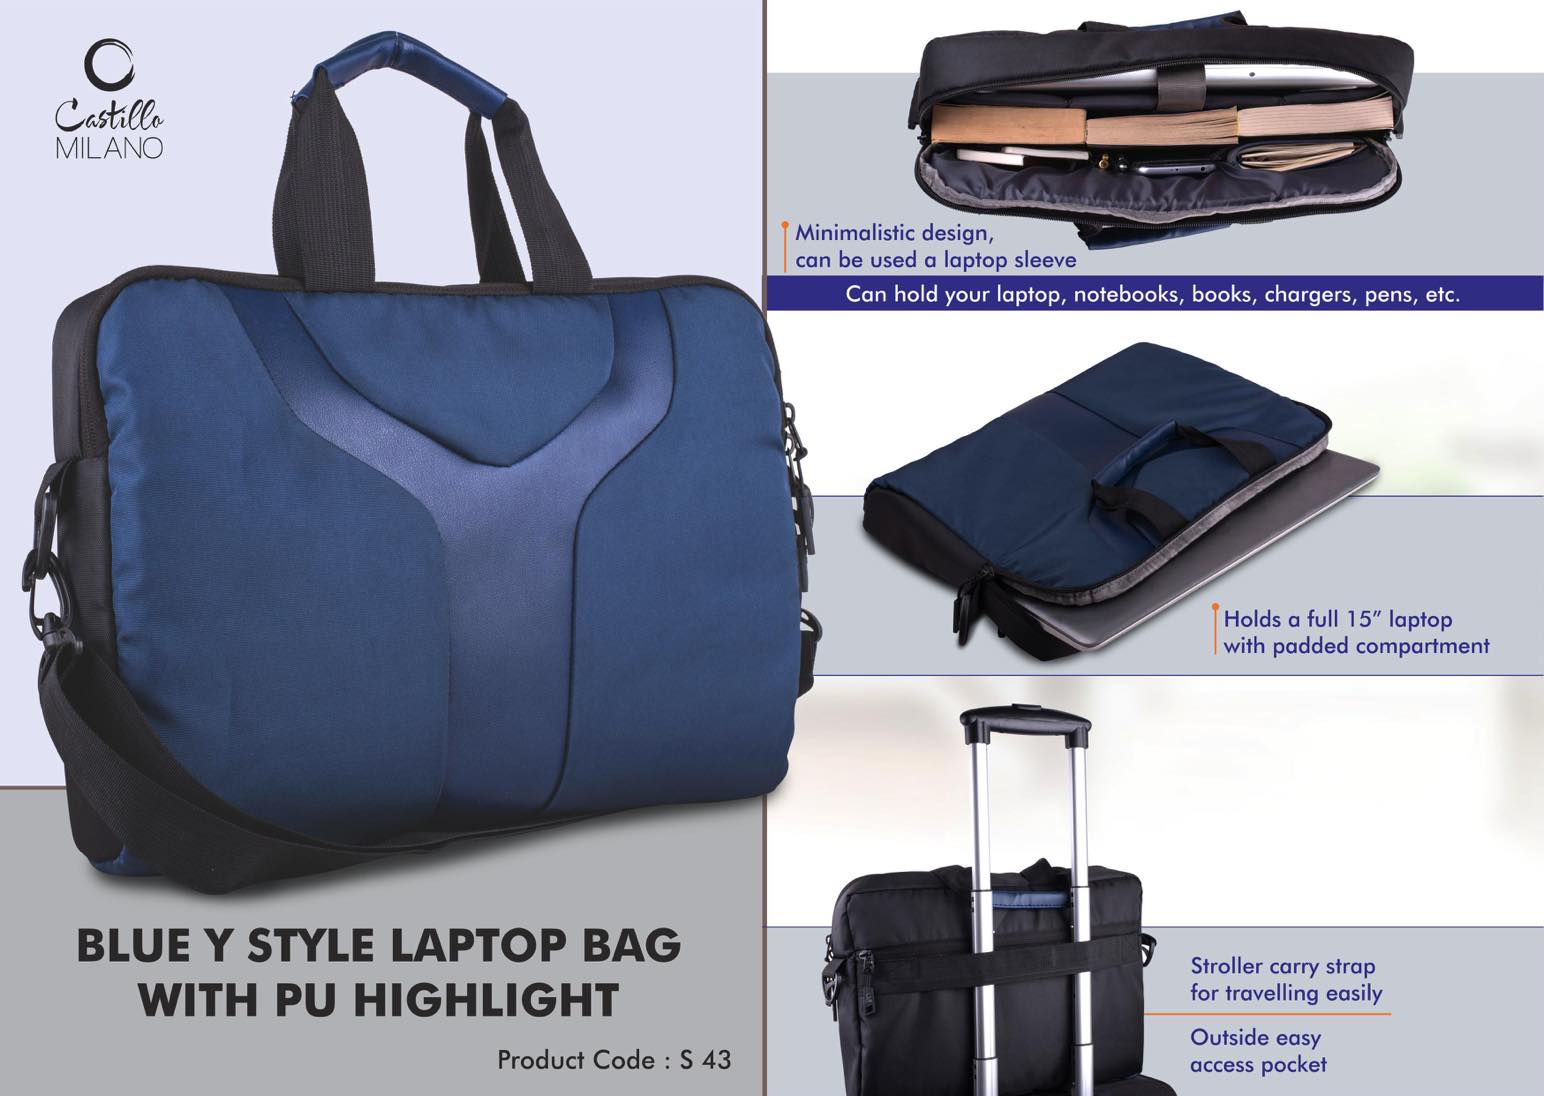 Castillo
MILANO
BLUE Y STYLE LAPTOP BAG
WITH PU HIGHLIGHT
Product Code : S 43
Minimalistic design,
can be used a laptop sleeve
Can hold your laptop, notebooks, books, chargers, pens, etc.
Holds a full 15” laptop
with padded compartment
Stroller carry strap
for travelling easily
Outside easy
access pocket